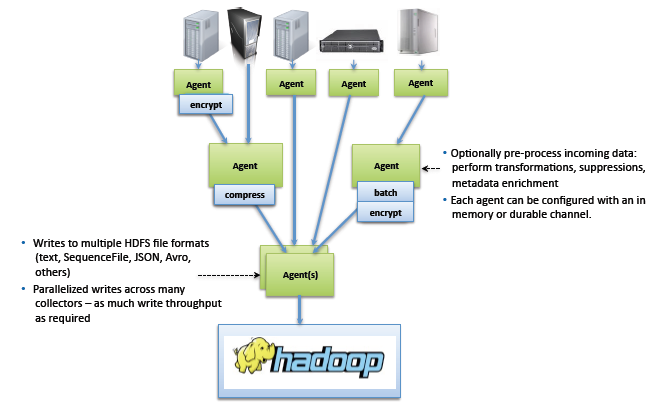 Agent
Agent
Agent
Agent
encrypt
Agent
compress
Agent
batch
encrypt
• Optionally pre-process incoming data:
perform transformations, suppressions,
metadata enrichment
• Each agent can be configured with an in
memory or durable channel.
• Writes to multiple HDFS file formats
(text, SequenceFile, JSON, Avro,
others)
• Parallelized writes across many
collectors – as much write throughput
as required
Agent(s)
hadoop